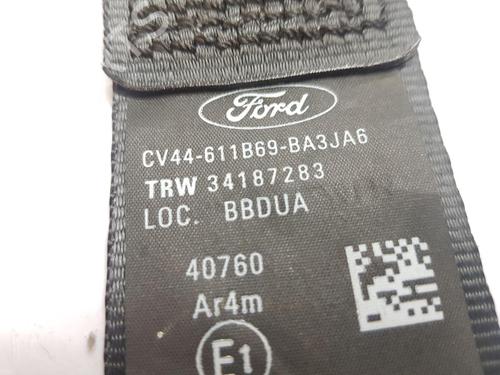 Ford
CV44-611B69-BA3JA6
TRW 34187283
LOC. BBDUA
40760
Ar4m
E1